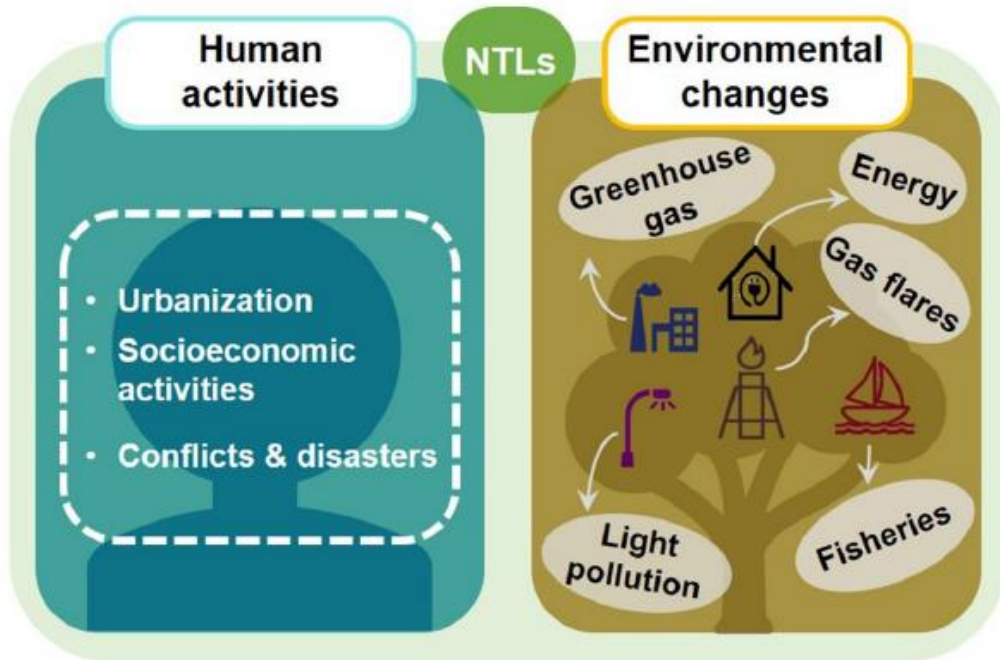 Human
activities
NTLs
Environmental
changes
• Urbanization
• Socioeconomic
activities
• Conflicts & disasters
Greenhouse
gas
Energy
Gas flares
Light
pollution
Fisheries